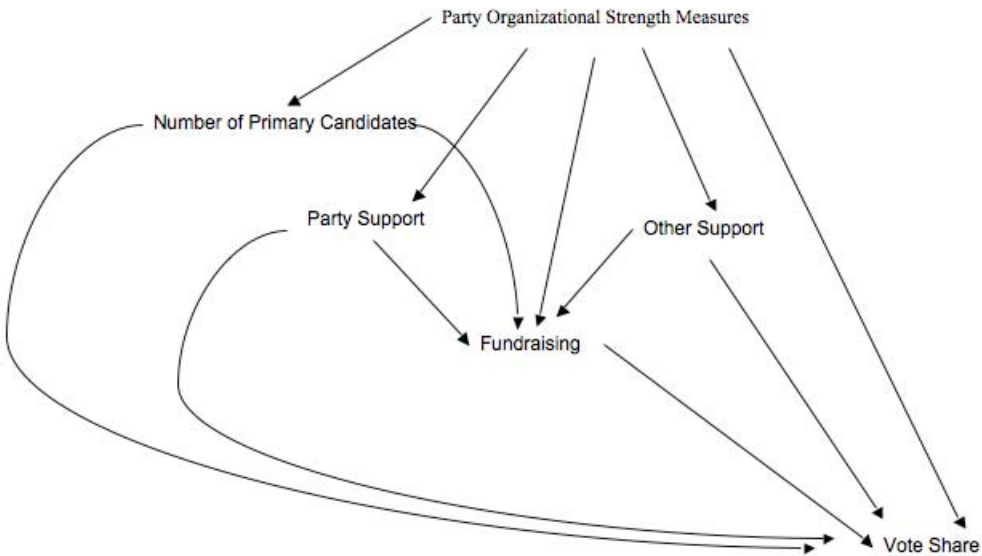 Party Organizational Strength Measures
Number of Primary Candidates
Party Support
Other Support
Fundraising
Vote Share